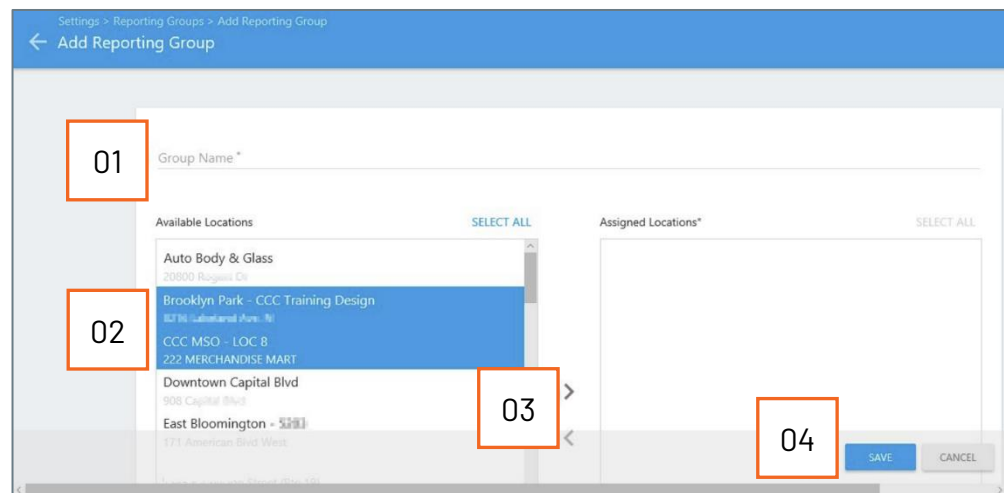 Settings > Reporting Groups > Add Reporting Group
Add Reporting Group
01
Group Name *
Available Locations SELECT ALL
Assigned Locations* SELECT ALL
Auto Body & Glass
20800 Rogers Dr
Brooklyn Park - CCC Training Design
Lakeland Ave. N
02
CCC MSO - LOC 8
222 MERCHANDISE MART
Downtown Capital Blvd
908 Capital Blvd
03
East Bloomington -
171 American Blvd West
04
SAVE CANCEL